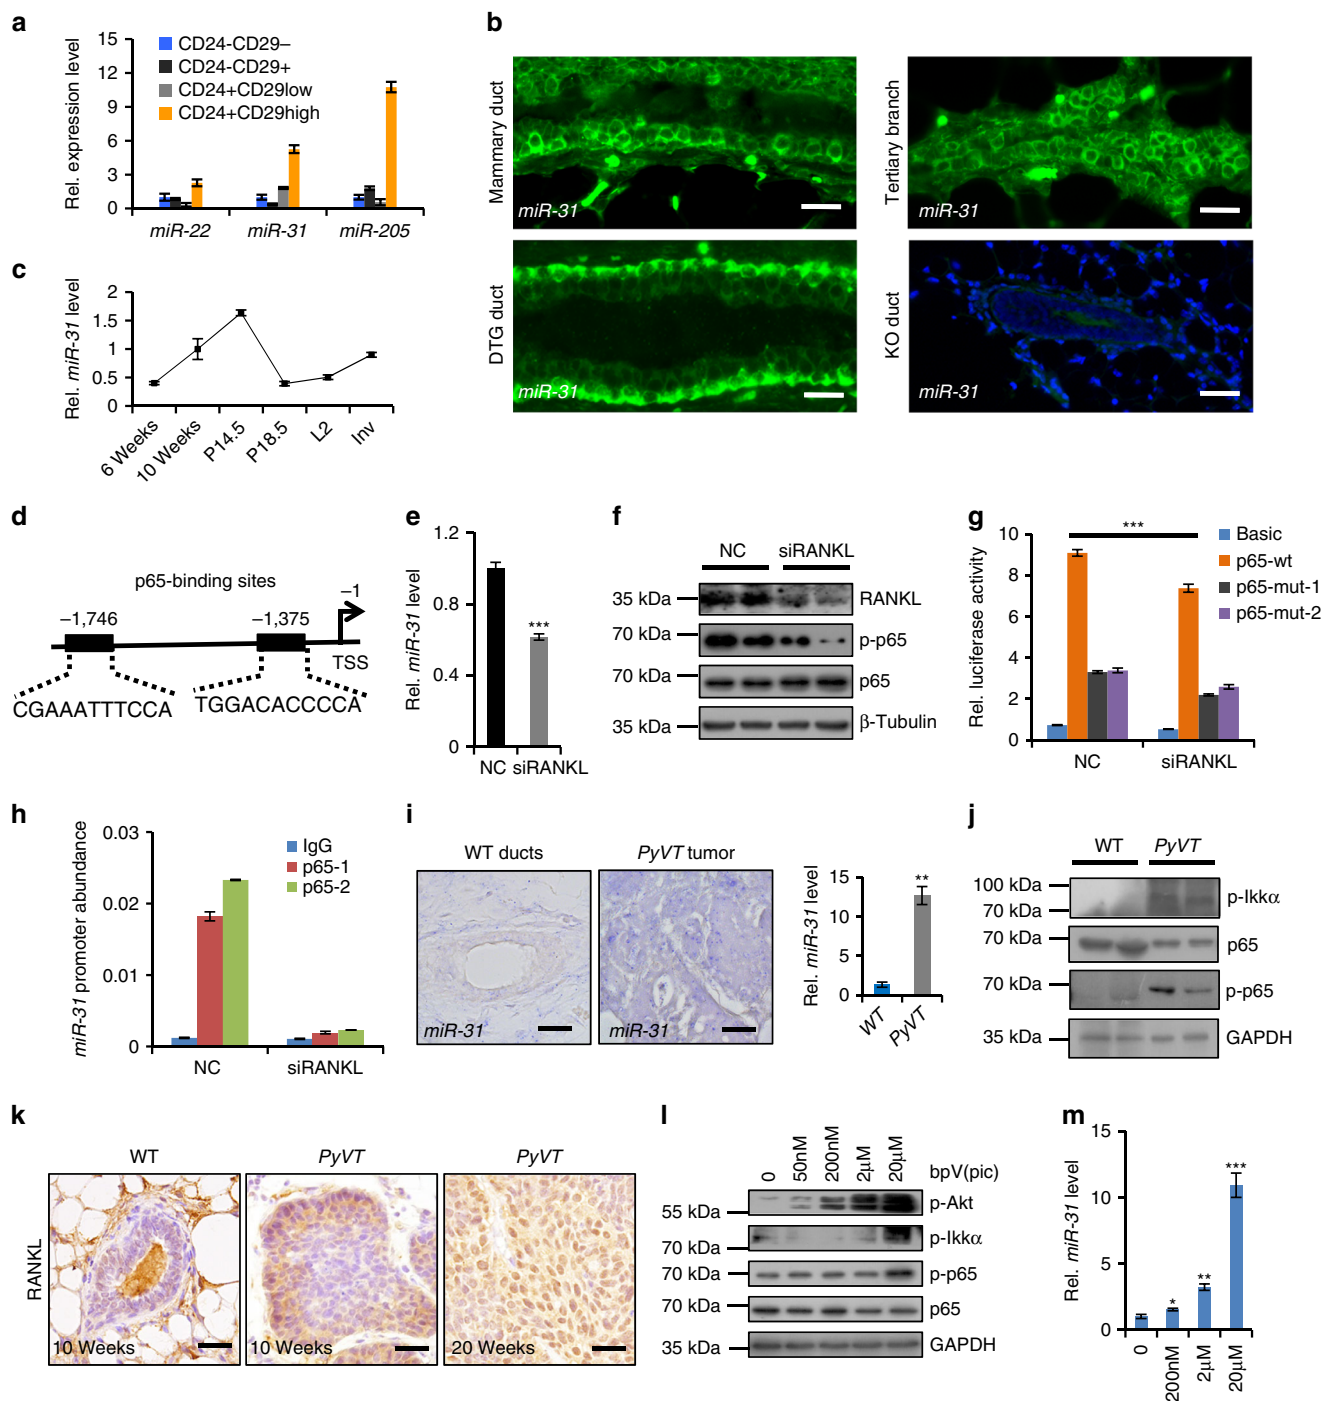 a
15
12
9
6
3
0
Rel. expression level
CD24-CD29–
CD24-CD29+
CD24+CD29low
CD24+CD29high
miR-22
miR-31
miR-205
b
Mammary duct
miR-31
Tertiary branch
miR-31
DTG duct
miR-31
KO duct
miR-31
c
2
1.5
1
0.5
0
Rel. miR-31 level
6 Weeks
10 Weeks
P14.5
P18.5
L2
Inv
d
p65-binding sites
–1,746
–1,375
–1
TSS
CGAAATTTCCA
TGGACACCCCA
e
1.2
0.8
0.4
0
Rel. miR-31 level
***
NC siRANKL
f
NC siRANKL
35 kDa RANKL
70 kDa p-p65
70 kDa p65
35 kDa β-Tubulin
g
10
8
6
4
2
0
Rel. luciferase activity
***
Basic
p65-wt
p65-mut-1
p65-mut-2
NC siRANKL
h
0.03
0.02
0.01
0
miR-31 promoter abundance
IgG
p65-1
p65-2
NC siRANKL
i
WT ducts
PyVT tumor
miR-31
miR-31
15
10
5
0
Rel. miR-31 level
**
WT
PyVT
j
WT PyVT
100 kDa
70 kDa
p-Ikkα
70 kDa p65
70 kDa p-p65
35 kDa GAPDH
k
WT
PyVT
PyVT
RANKL
10 Weeks
10 Weeks
20 Weeks
l
0
50nM
200nM
2μM
20μM
bpV(pic)
55 kDa p-Akt
70 kDa p-Ikkα
70 kDa p-p65
70 kDa p65
35 kDa GAPDH
m
15
10
5
0
Rel. miR-31 level
*
**
***
0
200nM
2μM
20μM